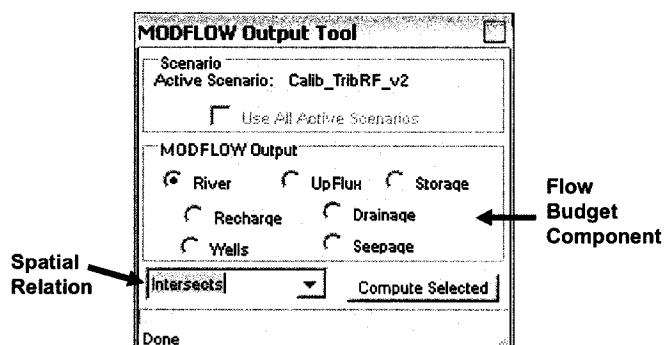 MODFLOW Output Tool
Scenario
Active Scenario: Calib_TribRF_v2
Use All Active Scenarios
MODFLOW Output
River UpFlux Storage
Recharge Drainage
Wells Seepage
Flow
Budget
Component
Spatial
Relation
Intersects
Compute Selected
Done